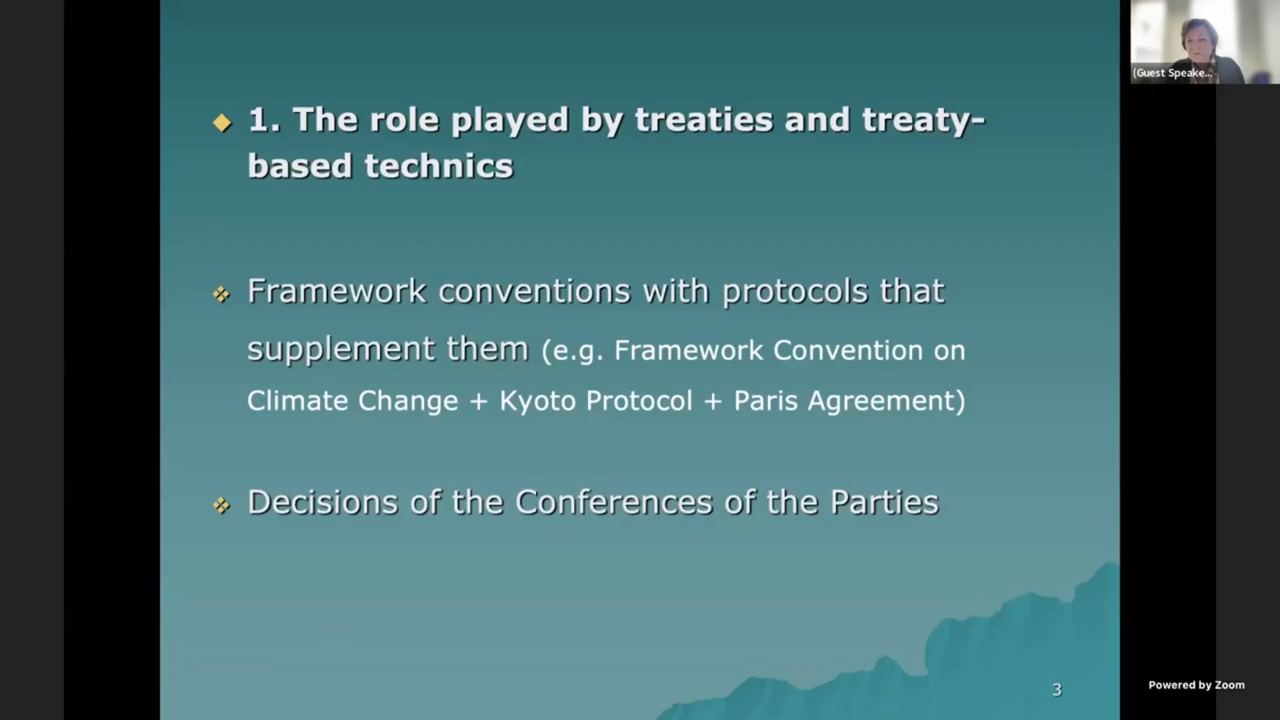 1. The role played by treaties and treaty-
based technics
Framework conventions with protocols that
supplement them (e.g. Framework Convention on
Climate Change + Kyoto Protocol + Paris Agreement)
Decisions of the Conferences of the Parties
3
(Guest Speake...
Powered by Zoom